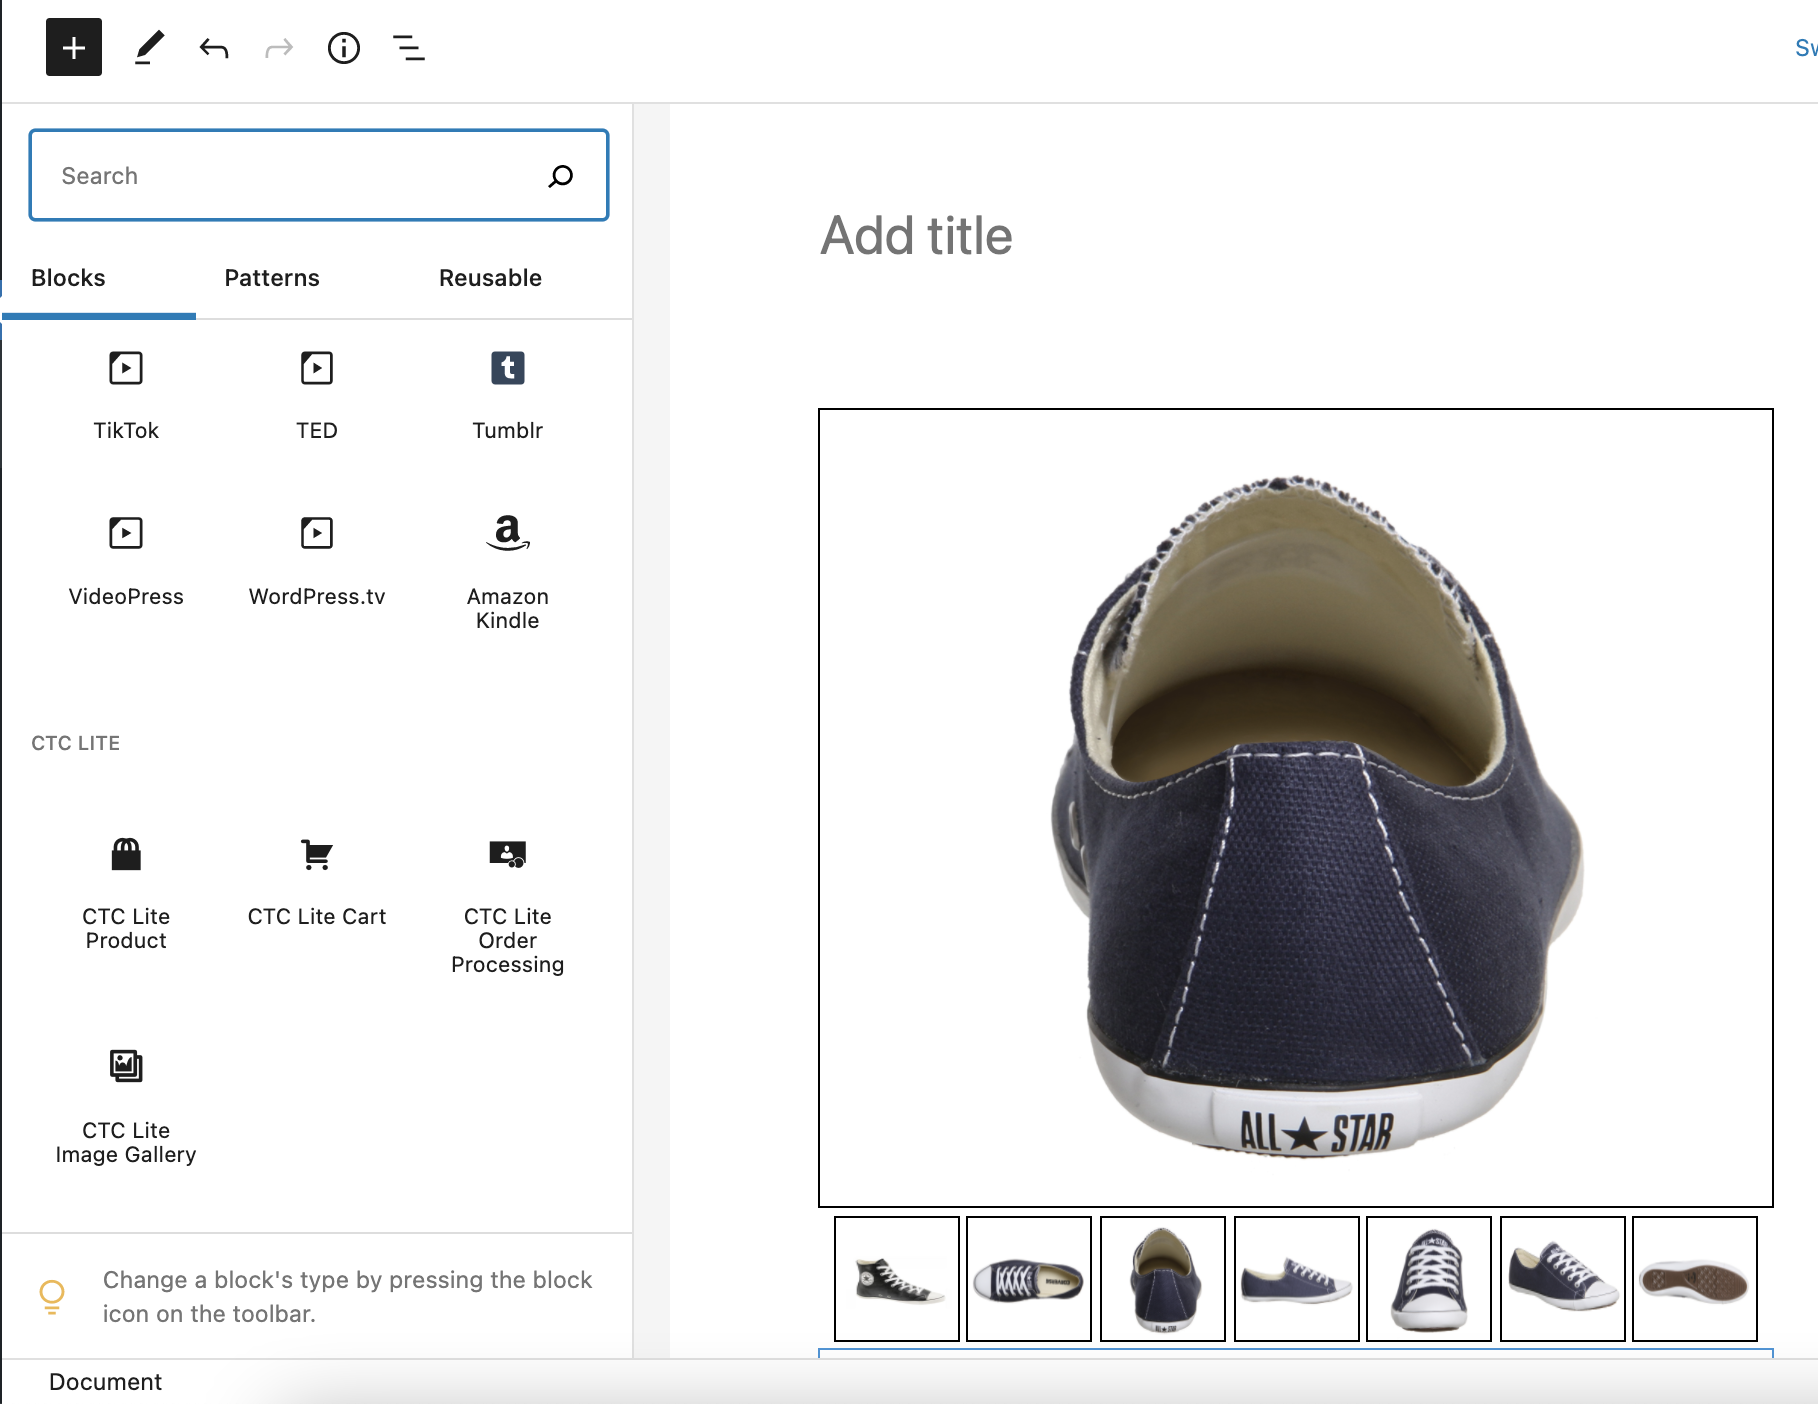 Sw
Search
Add title
Blocks
Patterns
Reusable
TikTok
TED
Tumblr
VideoPress
WordPress.tv
Amazon
Kindle
CTC LITE
CTC Lite
Product
CTC Lite Cart
CTC Lite
Order
Processing
CTC Lite
Image Gallery
ALL★STAR
Change a block's type by pressing the block
icon on the toolbar.
Document